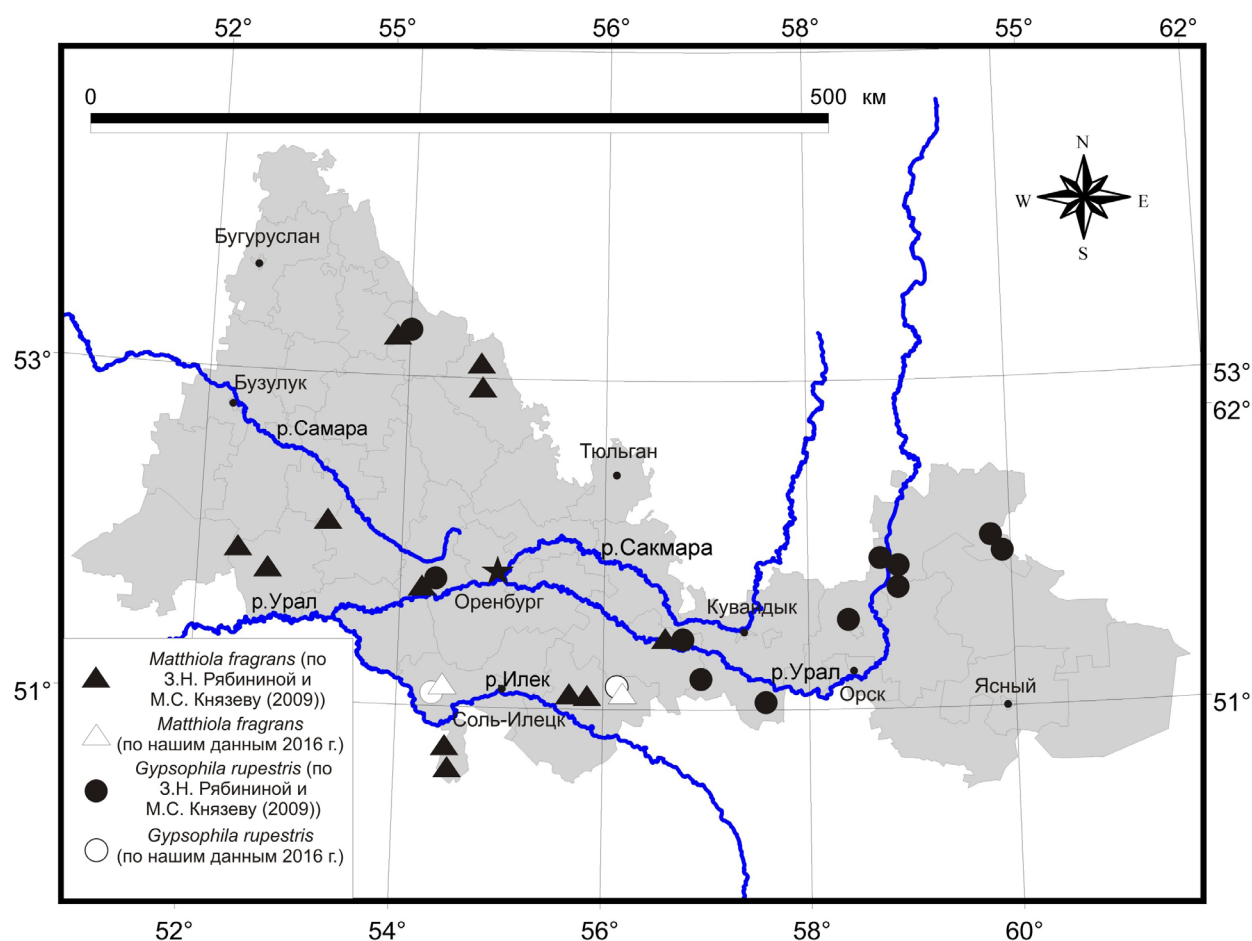 52° 55° 56° 58° 55° 62°
0 500 км
N
W E
S
Бугуруслан
53°
53°
Бузулук
62°
р.Самара
Тюльган
р.Сакмара
р.Урал
Оренбург
Кувандык
р.Урал
51°
р.Илек
Орск
Ясный
51°
Соль-Илецк
Matthiola fragrans (по
З.Н. Рябининой и
М.С. Князеву (2009))
Matthiola fragrans
(по нашим данным 2016 г.)
Gypsophila rupestris (по
З.Н. Рябининой и
М.С. Князеву (2009))
Gypsophila rupestris
(по нашим данным 2016 г.)
52° 54° 56° 58° 60°